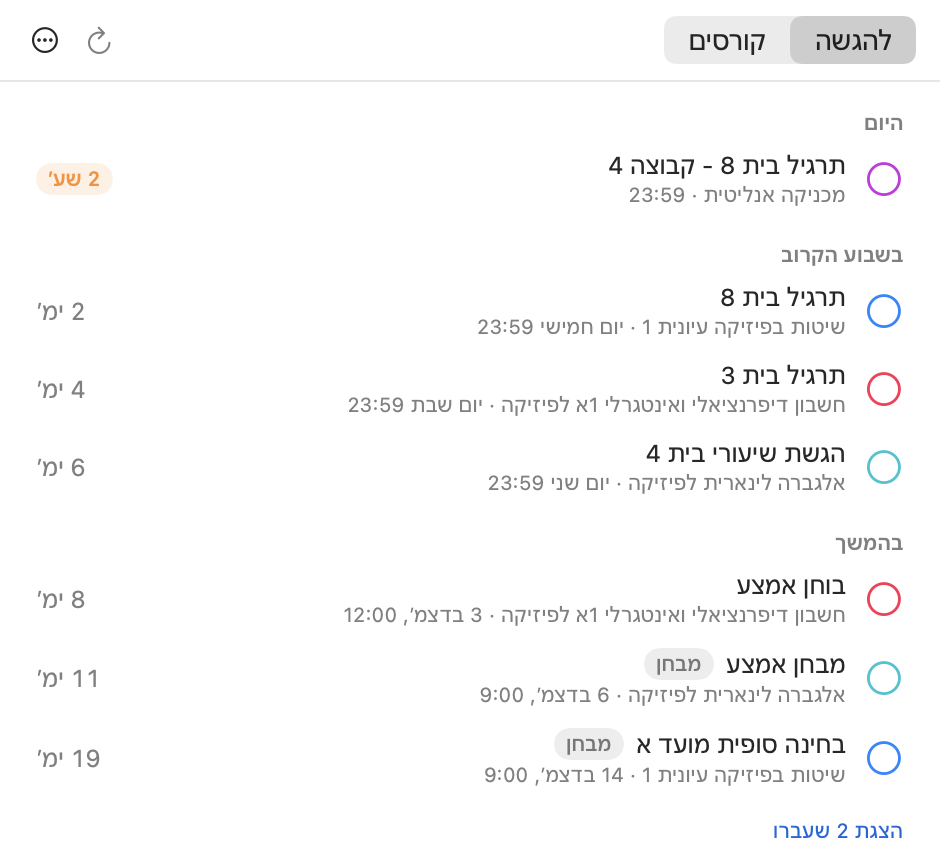 להגשה
קורסים
היום
תרגיל בית 8 - קבוצה 4
מכניקה אנליטית · 23:59
2 שע׳
בשבוע הקרוב
תרגיל בית 8
שיטות בפיזיקה עיונית 1 · יום חמישי 23:59
2 ימ׳
תרגיל בית 3
חשבון דיפרנציאלי ואינטגרלי 1א לפיזיקה · יום שבת 23:59
4 ימ׳
הגשת שיעורי בית 4
אלגברה לינארית לפיזיקה · יום שני 23:59
6 ימ׳
בהמשך
בוחן אמצע
חשבון דיפרנציאלי ואינטגרלי 1א לפיזיקה · 3 בדצמ׳, 12:00
8 ימ׳
מבחן אמצע מבחן
אלגברה לינארית לפיזיקה · 6 בדצמ׳, 9:00
11 ימ׳
בחינה סופית מועד א מבחן
שיטות בפיזיקה עיונית 1 · 14 בדצמ׳, 9:00
19 ימ׳
הצגת 2 שעברו